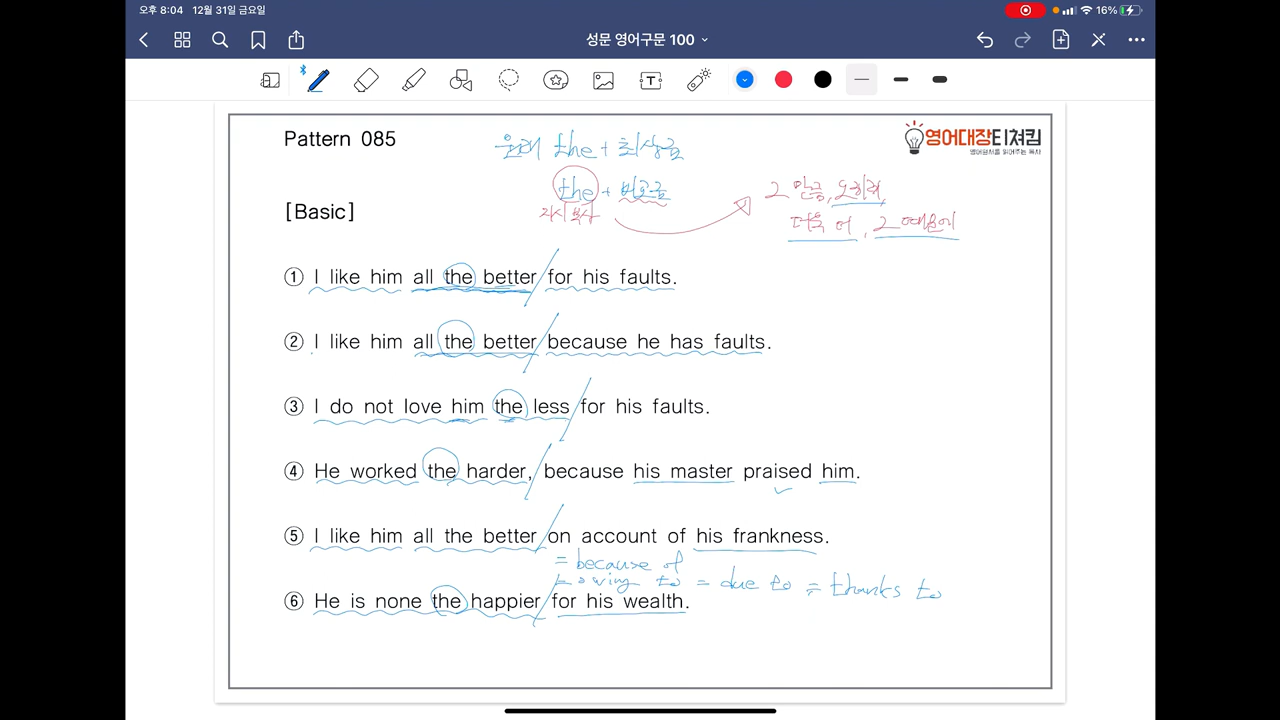 오후 8:04 12월 31일 금요일
16%
성문 영어구문 100
Pattern 085
원래 the + 최상급
영어대장티쳐킴
the + 비교급
그 만큼, 오히려,
지시부사
더욱 더, 그 때문에
[Basic]
① I like him all the better for his faults.
② I like him all the better because he has faults.
③ I do not love him the less for his faults.
④ He worked the harder, because his master praised him.
⑤ I like him all the better on account of his frankness.
= because of
= owing to = due to = thanks to
⑥ He is none the happier for his wealth.